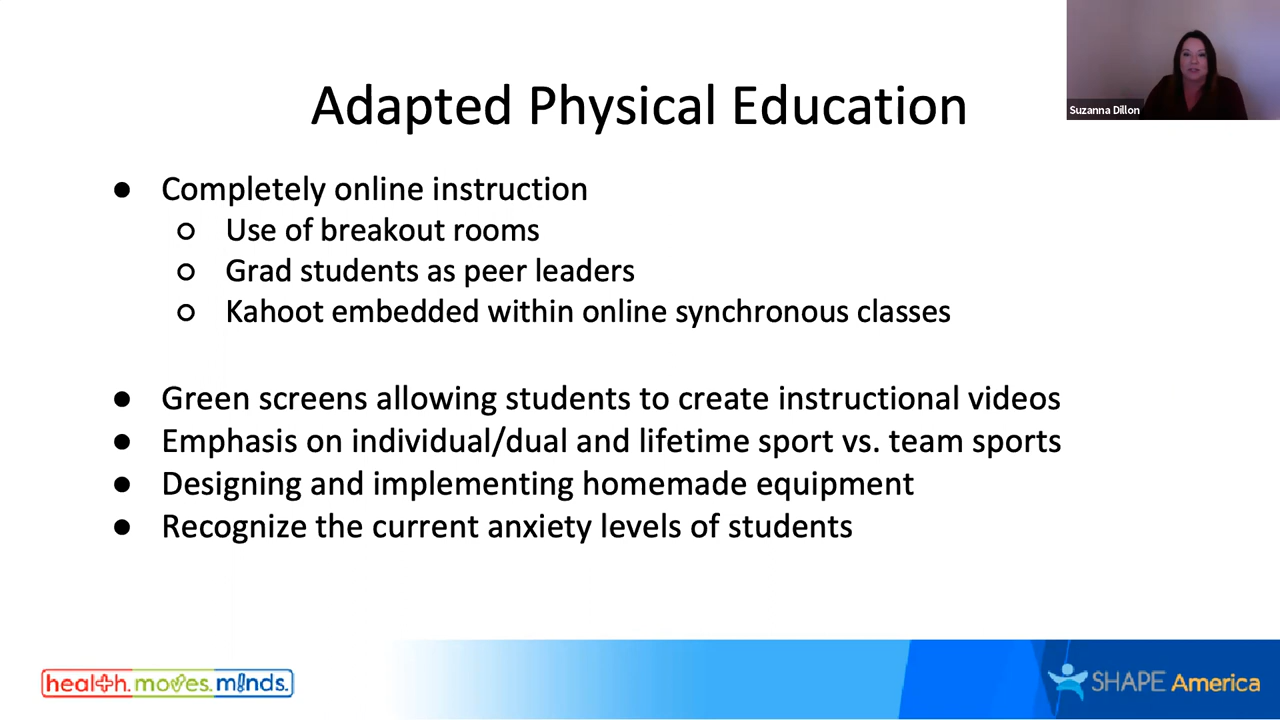 Suzanna Dillon
Adapted Physical Education
● Completely online instruction
○ Use of breakout rooms
○ Grad students as peer leaders
○ Kahoot embedded within online synchronous classes
● Green screens allowing students to create instructional videos
● Emphasis on individual/dual and lifetime sport vs. team sports
● Designing and implementing homemade equipment
● Recognize the current anxiety levels of students
health. moves. minds.
SHAPE America